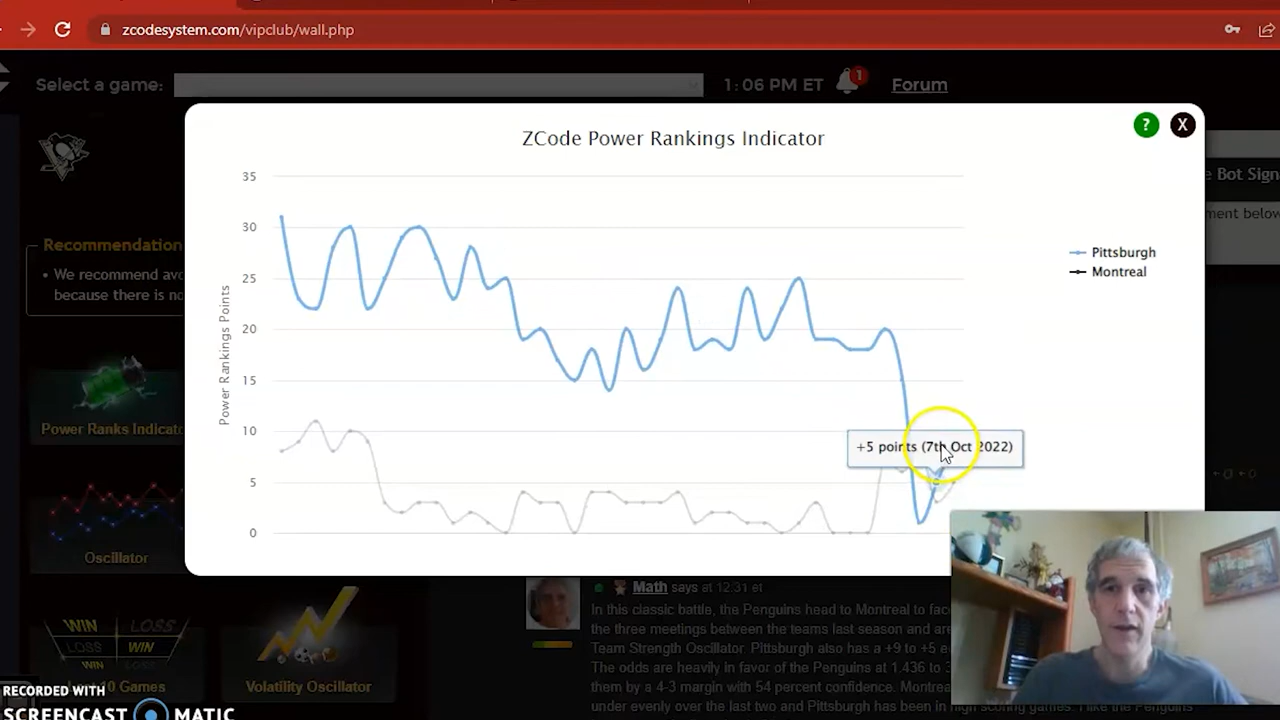 zcodesystem.com/vipclub/wall.php
Select a game:
1:06 PM ET
1
Forum
ZCode Power Rankings Indicator
?
X
35
30
25
20
15
10
5
0
Power Rankings Points
Pittsburgh
Montreal
+5 points (7th Oct 2022)
e Bot Sign
ment below
Recommendation
We recommend avo
because there is no
Power Ranks Indicato
Oscillator
WIN LOSS
LOSS WIN
WIN
10 Games
Volatility Oscillator
Math says at 12:31 et
In this classic battle, the Penguins head to Montreal to fac
the three meetings between the teams last season and are
Team Strength Oscillator. Pittsburgh also has a +9 to +5 e
The odds are heavily in favor of the Penguins at 1.436 to 3
them by a 4-3 margin with 54 percent confidence. Montrea
under evenly over the last two and Pittsburgh has been in high scoring games. I like the Penguins
RECORDED WITH
SCREENCAST MATIC